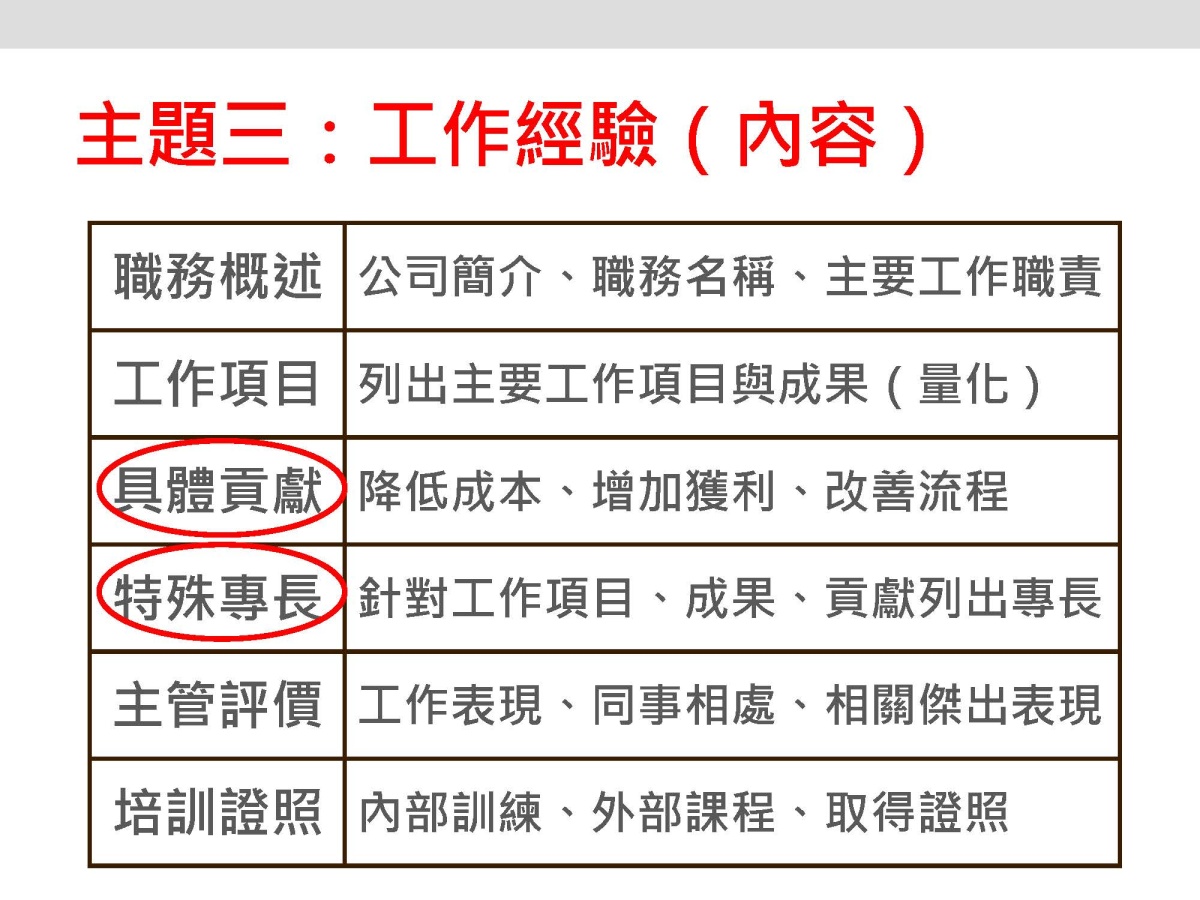 主題三：工作經驗（內容）
職務概述 公司簡介、職務名稱、主要工作職責
工作項目 列出主要工作項目與成果（量化）
具體貢獻 降低成本、增加獲利、改善流程
特殊專長 針對工作項目、成果、貢獻列出專長
主管評價 工作表現、同事相處、相關傑出表現
培訓證照 內部訓練、外部課程、取得證照